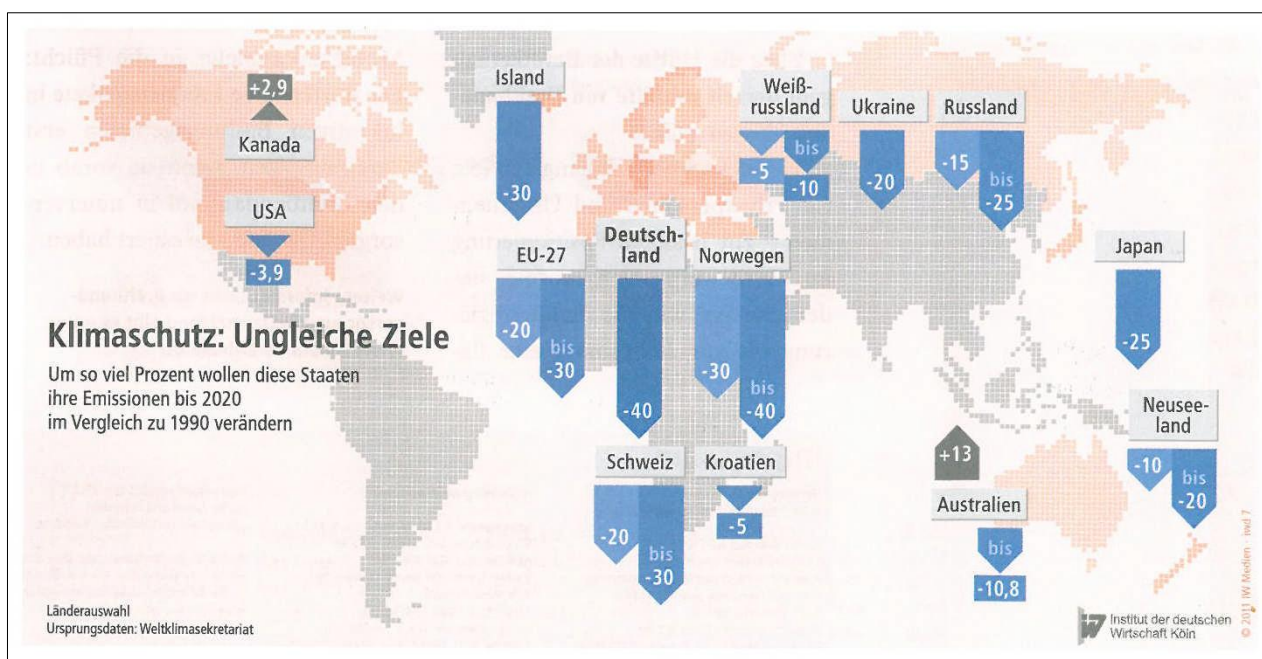 +2,9
Kanada
USA
-3,9
Island
-30
Weiß-
russland
-5
bis
-10
Ukraine
-20
Russland
-15
bis
-25
EU-27
-20
bis
-30
Deutsch-
land
-40
Norwegen
-30
bis
-40
Japan
-25
Klimaschutz: Ungleiche Ziele
Um so viel Prozent wollen diese Staaten
ihre Emissionen bis 2020
im Vergleich zu 1990 verändern
Schweiz
-20
bis
-30
Kroatien
-5
+13
Australien
bis
-10,8
Neusee-
land
-10
bis
-20
Länderauswahl
Ursprungsdaten: Weltklimasekretariat
iw
Institut der deutschen
Wirtschaft Köln
© 2011 IW Medien · iwd 7